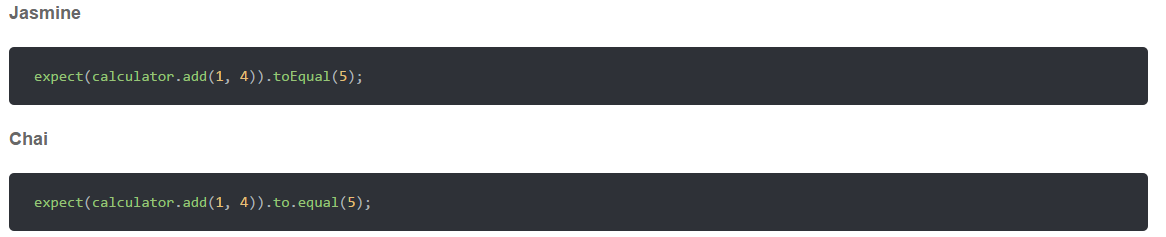 Jasmine
expect(calculator.add(1, 4)).toEqual(5);
Chai
expect(calculator.add(1, 4)).to.equal(5);